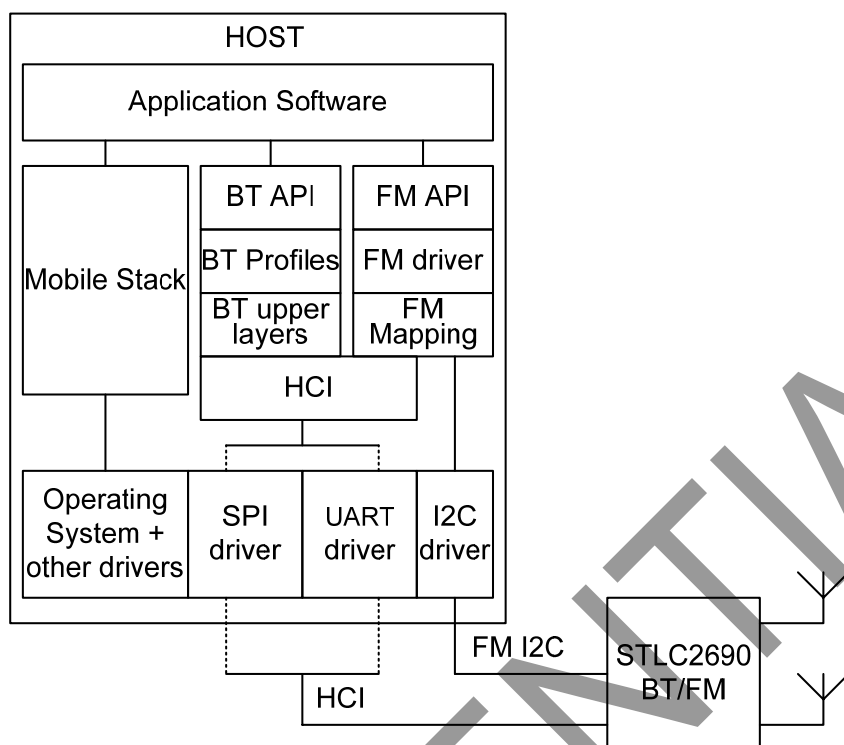 HOST
Application Software
Mobile Stack
BT API
BT Profiles
BT upper
layers
FM API
FM driver
FM
Mapping
HCI
Operating
System +
other drivers
SPI
driver
UART
driver
I2C
driver
FM I2C
HCI
STLC2690
BT/FM
ENTIA